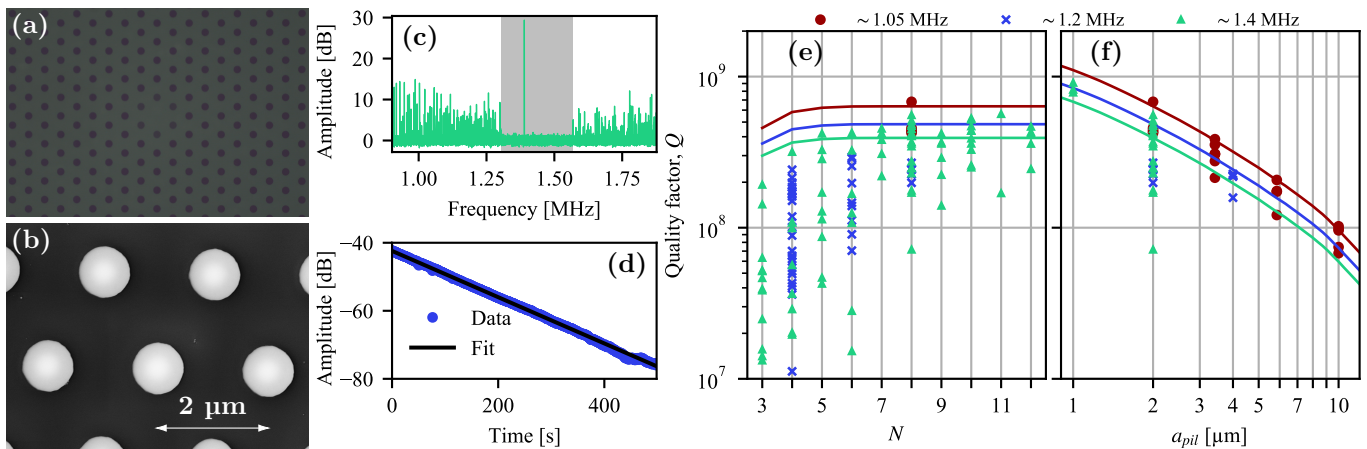 (a)
(b)
2 µm
(c)
Amplitude [dB]
30
20
10
0
1.00
1.25
1.50
1.75
Frequency [MHz]
(d)
Amplitude [dB]
−40
−60
−80
Data
Fit
0
200
400
Time [s]
~ 1.05 MHz
~ 1.2 MHz
~ 1.4 MHz
(e)
Quality factor, Q
10⁹
10⁸
10⁷
3
5
7
9
11
N
(f)
1
2
3
4
5
7
10
a_pil [µm]